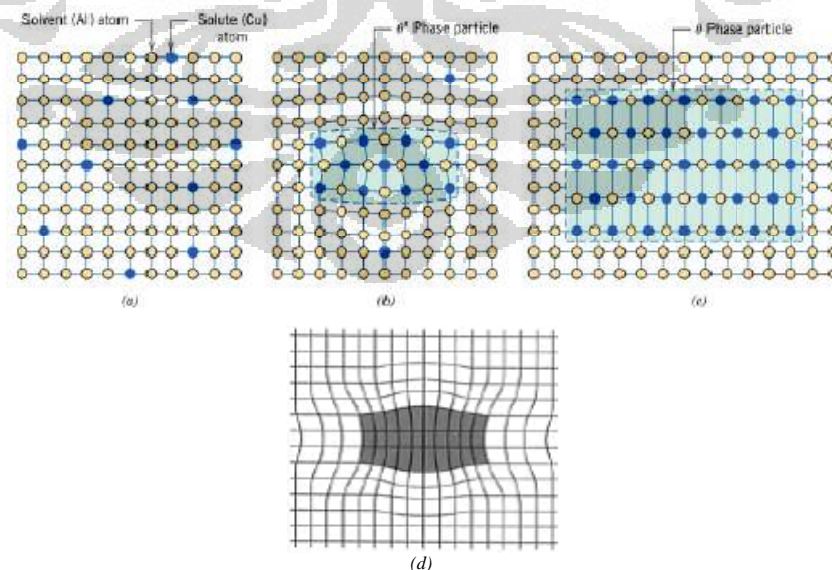 Solvent (Al) atom
Solute (Cu)
atom
θ" Phase particle
θ Phase particle
(a)
(b)
(c)
(d)